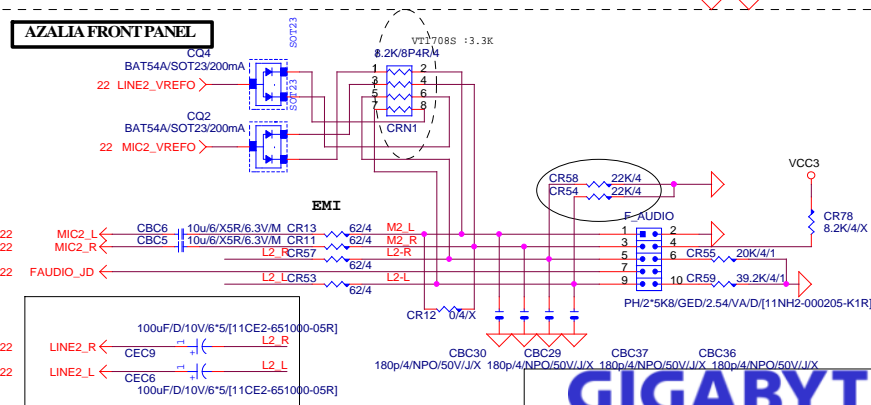 AZALIA FRONT PANEL
SOT23
VT1708S :3.3K
CQ4
BAT54A/SOT23/200mA
8.2K/8P4R/4
1 2
3 4
5 6
7 8
22 LINE2_VREFO
SOT23
CQ2
BAT54A/SOT23/200mA
CRN1
22 MIC2_VREFO
VCC3
CR58 22K/4
CR54 22K/4
EMI
F_AUDIO
CR78
8.2K/4/X
22 MIC2_L CBC6 10u/6/X5R/6.3V/M CR13 62/4 M2_L 1 2
22 MIC2_R CBC5 10u/6/X5R/6.3V/M CR11 62/4 M2_R 3 4
L2_R CR57 62/4 L2-R 5 6 CR55 20K/4/1
22 FAUDIO_JD 7
L2_L CR53 62/4 L2-L 9 10 CR59 39.2K/4/1
PH/2*5K8/GED/2.54/VA/D/[11NH2-000205-K1R]
CR12 0/4/X
100uF/D/10V/6*5/[11CE2-651000-05R]
22 LINE2_R 1 + L2_R
CEC9
22 LINE2_L 1 + L2_L
CEC6
100uF/D/10V/6*5/[11CE2-651000-05R]
CBC30 CBC29 CBC37 CBC36
180p/4/NPO/50V/J/X 180p/4/NPO/50V/J/X 180p/4/NPO/50V/J/X 180p/4/NPO/50V/J/X
GIGABYT